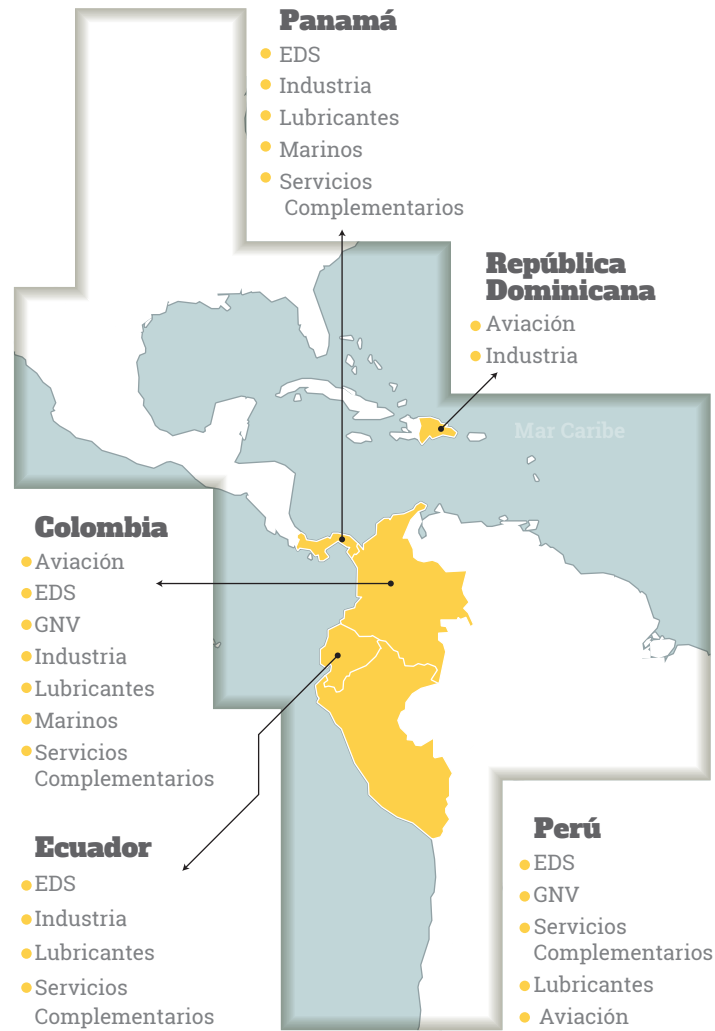 Panamá
EDS
Industria
Lubricantes
Marinos
Servicios
Complementarios
República
Dominicana
Aviación
Industria
Mar Caribe
Colombia
Aviación
EDS
GNV
Industria
Lubricantes
Marinos
Servicios
Complementarios
Ecuador
EDS
Industria
Lubricantes
Servicios
Complementarios
Perú
EDS
GNV
Servicios
Complementarios
Lubricantes
Aviación